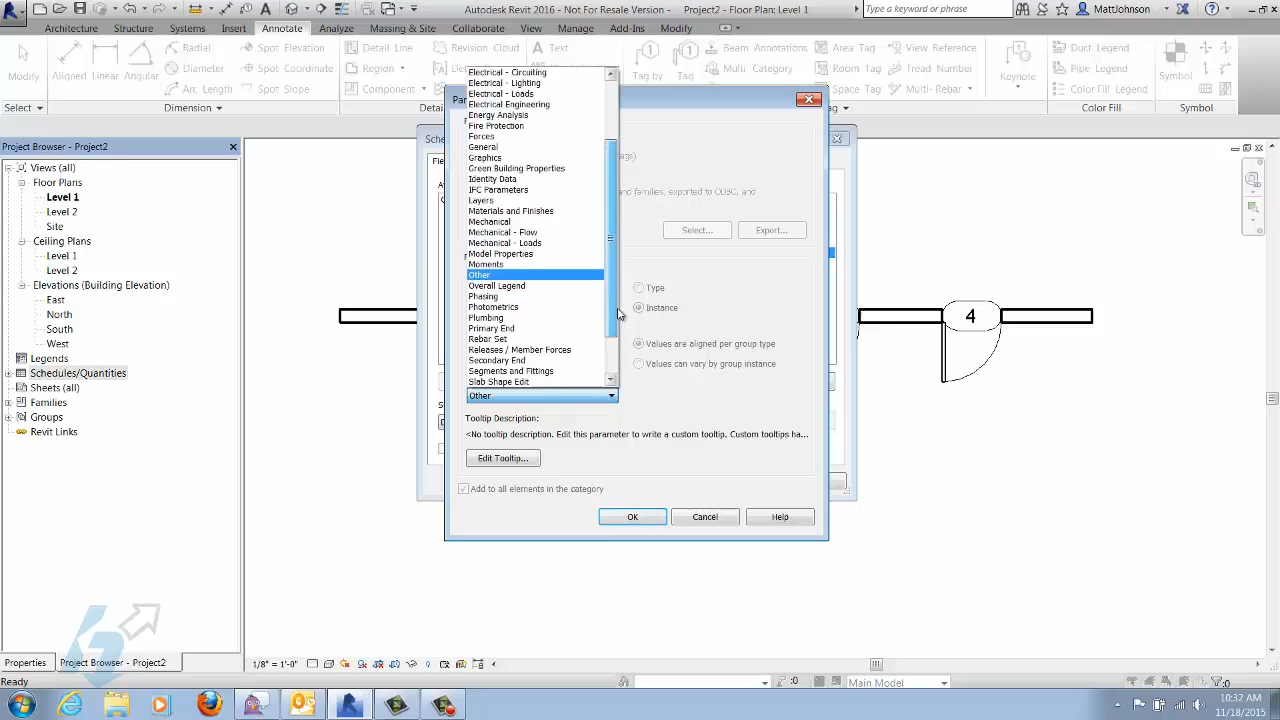 Autodesk Revit 2016 - Not For Resale Version - Project2 - Floor Plan: Level 1
Type a keyword or phrase
MattJohnson
Architecture Structure Systems Insert Annotate Analyze Massing & Site Collaborate View Manage Add-Ins Modify
Modify
Aligned Linear Angular
Radial
Diameter
Arc Length
Spot Elevation
Spot Coordinate
Spot Slope
Detail Line
Region
Component
Revision Cloud
Text
Tag by
Tag
Beam Annotations
Multi Category
Area Tag
Room Tag
Space Tag
View Reference
Tread Number
Multi- Rebar
Keynote
Duct Legend
Pipe Legend
Color Fill Legend
Symbol
Select
Dimension
Detail
Tag
Color Fill
Symbol
Project Browser - Project2
Views (all)
Floor Plans
Level 1
Level 2
Site
Ceiling Plans
Level 1
Level 2
Elevations (Building Elevation)
East
North
South
West
Legends
Schedules/Quantities
Sheets (all)
Families
Groups
Revit Links
Properties
Project Browser - Project2
Electrical - Circuiting
Electrical - Lighting
Electrical - Loads
Electrical Engineering
Energy Analysis
Fire Protection
Forces
General
Graphics
Green Building Properties
Identity Data
IFC Parameters
Layers
Materials and Finishes
Mechanical
Mechanical - Flow
Mechanical - Loads
Model Properties
Moments
Other
Overall Legend
Phasing
Photometrics
Plumbing
Primary End
Rebar Set
Releases / Member Forces
Secondary End
Segments and Fittings
Slab Shape Edit
Other
and families, exported to ODBC, and
Select...
Export...
Type
Instance
Values are aligned per group type
Values can vary by group instance
Tooltip Description:
<No tooltip description. Edit this parameter to write a custom tooltip. Custom tooltips ha...
Edit Tooltip...
Add to all elements in the category
OK
Cancel
Help
4
1/8" = 1'-0"
Ready
:0
Main Model
:0
10:32 AM
11/18/2015